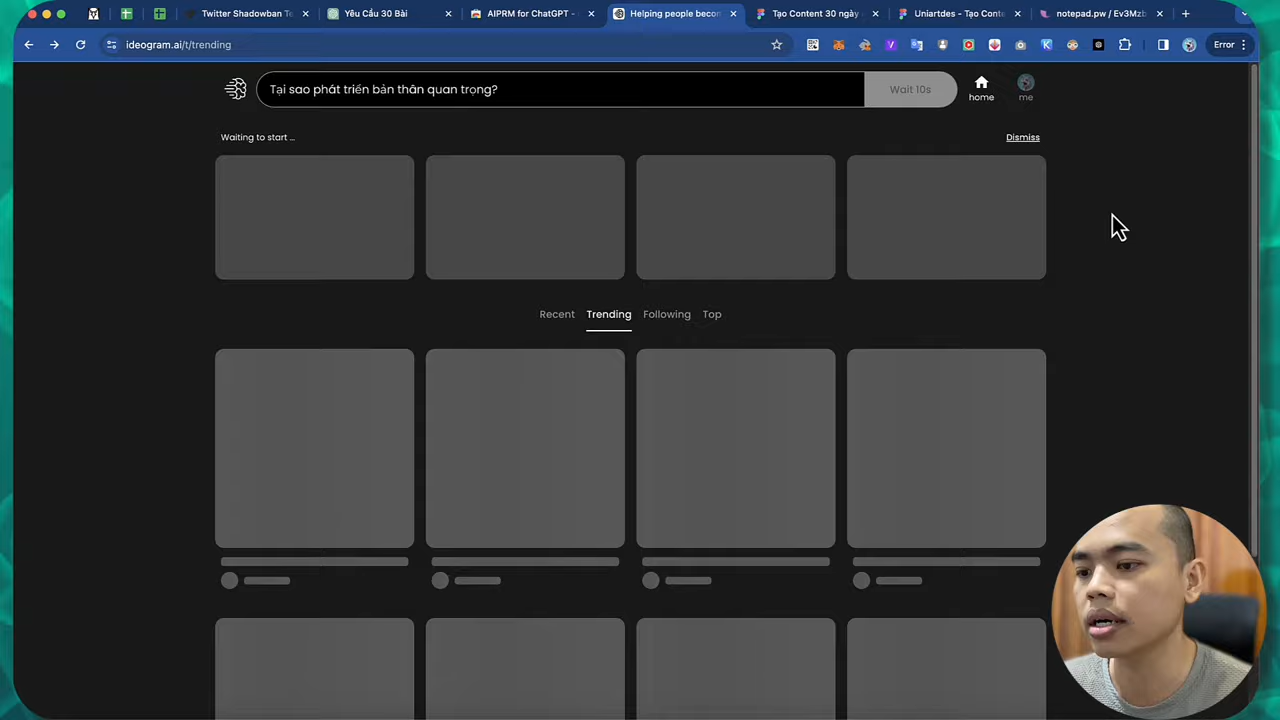 Twitter Shadowban Te
Yêu Cầu 30 Bài
AIPRM for ChatGPT -
Helping people becon
Tạo Content 30 ngày
Uniartdes - Tạo Conte
notepad.pw / Ev3Mzb
ideogram.ai/t/trending
Error
Tại sao phát triển bản thân quan trọng?
Wait 10s
home
me
Waiting to start ...
Dismiss
Recent
Trending
Following
Top